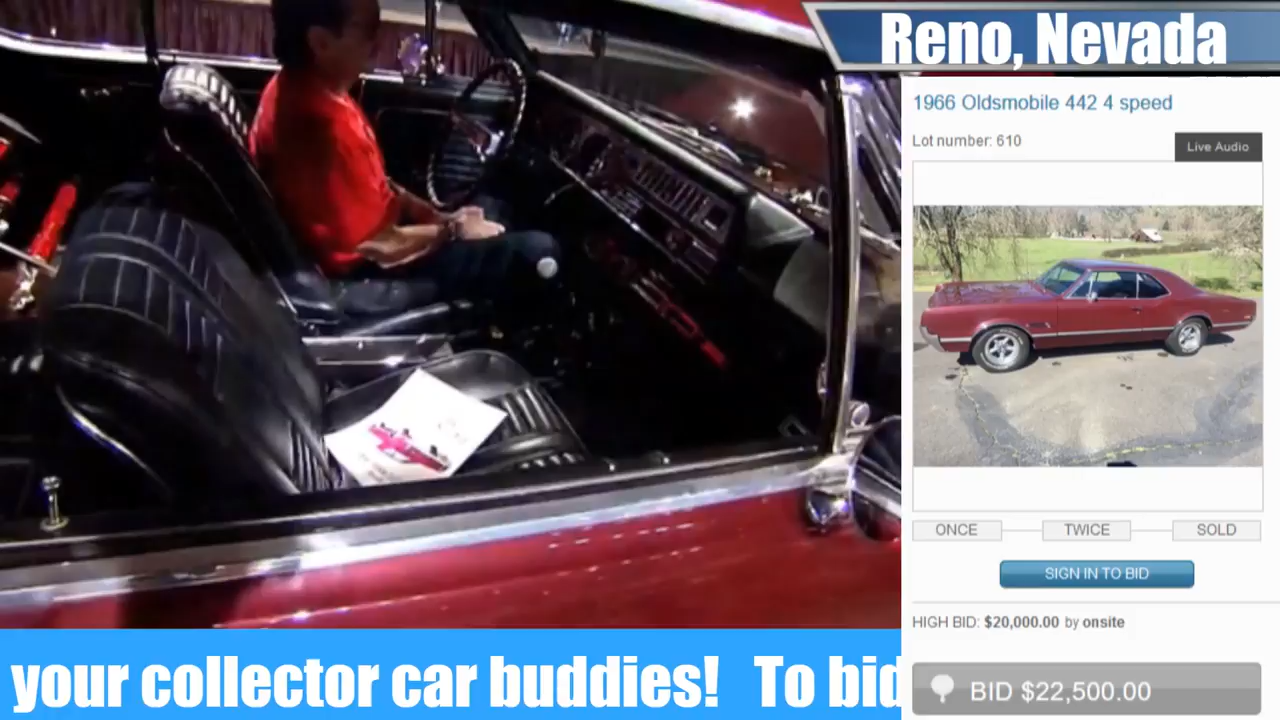 Reno, Nevada
1966 Oldsmobile 442 4 speed
Lot number: 610
Live Audio
ONCE
TWICE
SOLD
SIGN IN TO BID
HIGH BID: $20,000.00 by onsite
BID $22,500.00
your collector car buddies! To bid